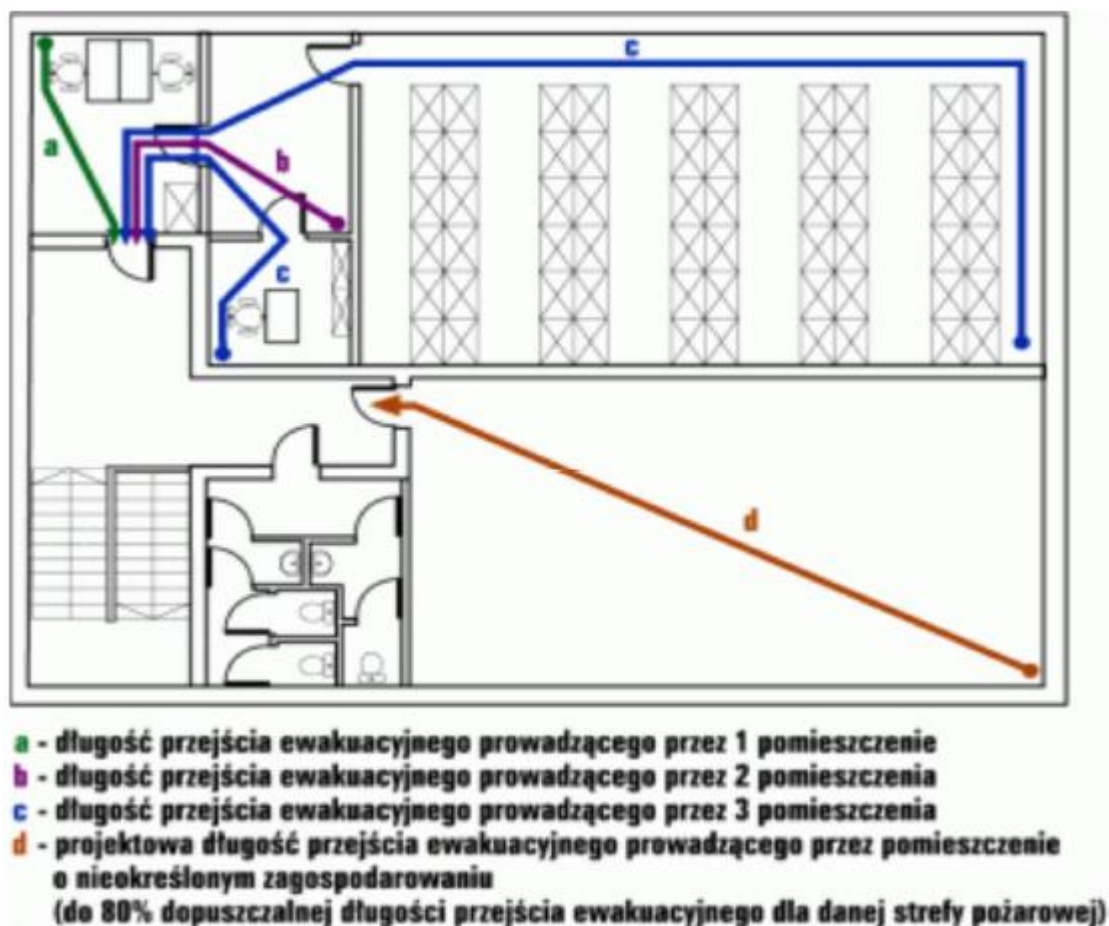 c
a
b
c
d
a - długość przejścia ewakuacyjnego prowadzącego przez 1 pomieszczenie
b - długość przejścia ewakuacyjnego prowadzącego przez 2 pomieszczenia
c - długość przejścia ewakuacyjnego prowadzącego przez 3 pomieszczenia
d - projektowa długość przejścia ewakuacyjnego prowadzącego przez pomieszczenie
o nieokreślonym zagospodarowaniu
(do 80% dopuszczalnej długości przejścia ewakuacyjnego dla danej strefy pożarowej)